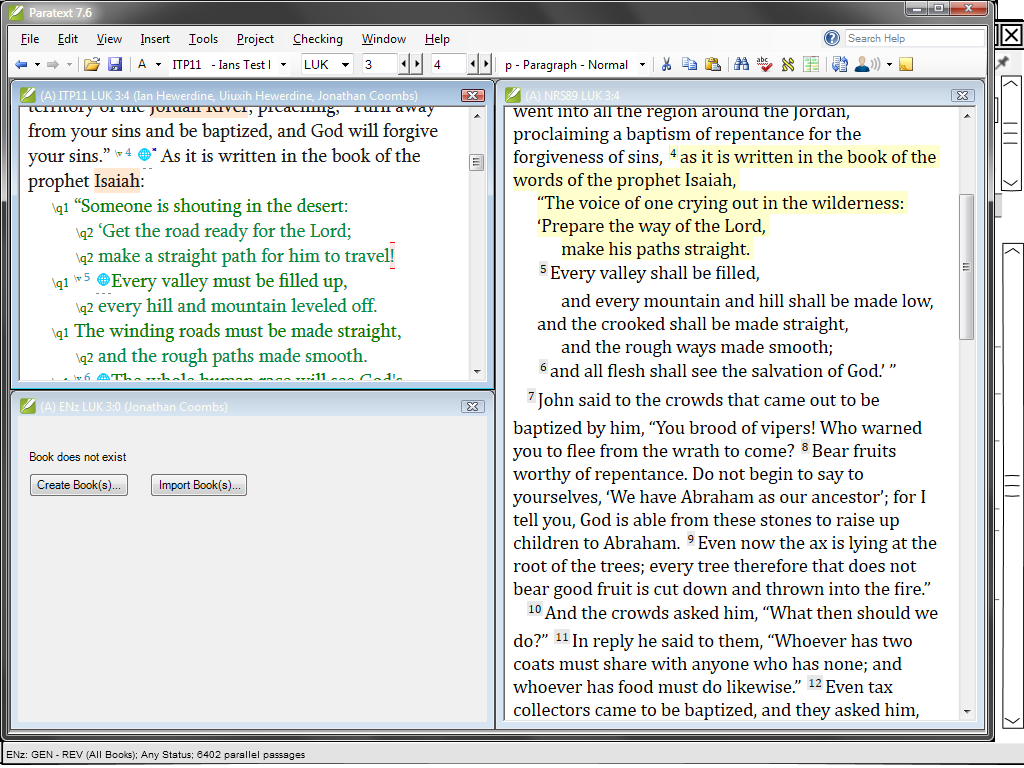 Paratext 7.6
File Edit View Insert Tools Project Checking Window Help Search Help
A ITP11 - Ians Test I LUK 3 4 p - Paragraph - Normal
(A) ITP11 LUK 3:4 (Ian Hewerdine, Uiuxih Hewerdine, Jonathan Coombs)
territory of the Jordan River, preaching, “Turn away
from your sins and be baptized, and God will forgive
your sins.” \v 4 As it is written in the book of the
prophet Isaiah:
\q1 “Someone is shouting in the desert:
\q2 ‘Get the road ready for the Lord;
\q2 make a straight path for him to travel!
\q1 \v 5 Every valley must be filled up,
\q2 every hill and mountain leveled off.
\q1 The winding roads must be made straight,
\q2 and the rough paths made smooth.
\q1 \v 6 The whole human race will see God's
(A) ENz LUK 3:0 (Jonathan Coombs)
Book does not exist
Create Book(s)... Import Book(s)...
(A) NRS89 LUK 3:4
went into all the region around the Jordan,
proclaiming a baptism of repentance for the
forgiveness of sins, 4 as it is written in the book of the
words of the prophet Isaiah,
“The voice of one crying out in the wilderness:
‘Prepare the way of the Lord,
make his paths straight.
5 Every valley shall be filled,
and every mountain and hill shall be made low,
and the crooked shall be made straight,
and the rough ways made smooth;
6 and all flesh shall see the salvation of God.’ ”
7 John said to the crowds that came out to be
baptized by him, “You brood of vipers! Who warned
you to flee from the wrath to come? 8 Bear fruits
worthy of repentance. Do not begin to say to
yourselves, ‘We have Abraham as our ancestor’; for I
tell you, God is able from these stones to raise up
children to Abraham. 9 Even now the ax is lying at the
root of the trees; every tree therefore that does not
bear good fruit is cut down and thrown into the fire.”
10 And the crowds asked him, “What then should we
do?” 11 In reply he said to them, “Whoever has two
coats must share with anyone who has none; and
whoever has food must do likewise.” 12 Even tax
collectors came to be baptized, and they asked him,
ENz: GEN - REV (All Books); Any Status; 6402 parallel passages